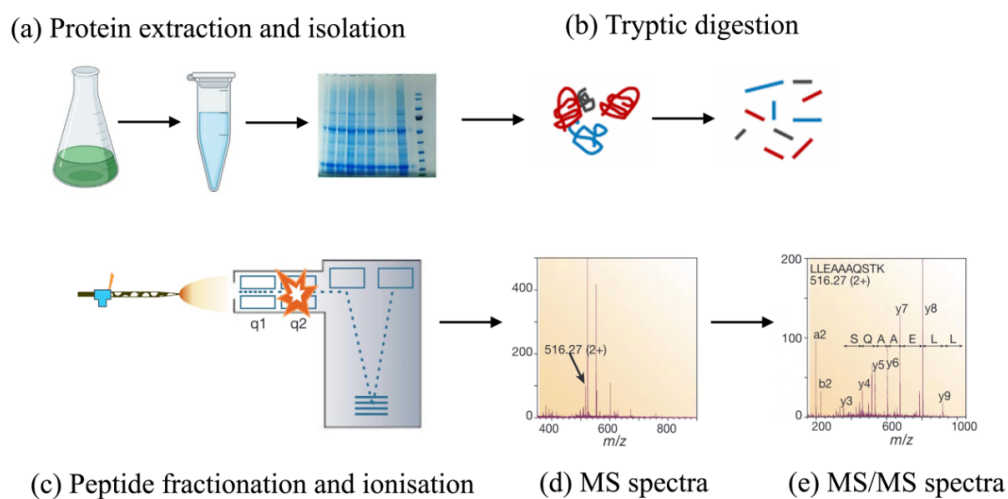 (a) Protein extraction and isolation
(b) Tryptic digestion
q1
q2
400
200
0
516.27 (2+)
400 600 800
m/z
200
100
0
LLEAAAQSTK
516.27 (2+)
y7
y8
S Q A A E L L
a2
b2
y3
y4
y5
y6
y9
200 600 1000
m/z
(c) Peptide fractionation and ionisation
(d) MS spectra
(e) MS/MS spectra